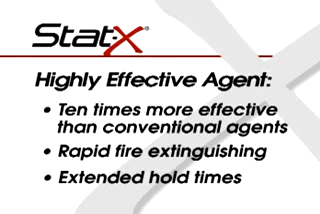 Stat-X®
Highly Effective Agent:
• Ten times more effective
than conventional agents
• Rapid fire extinguishing
• Extended hold times